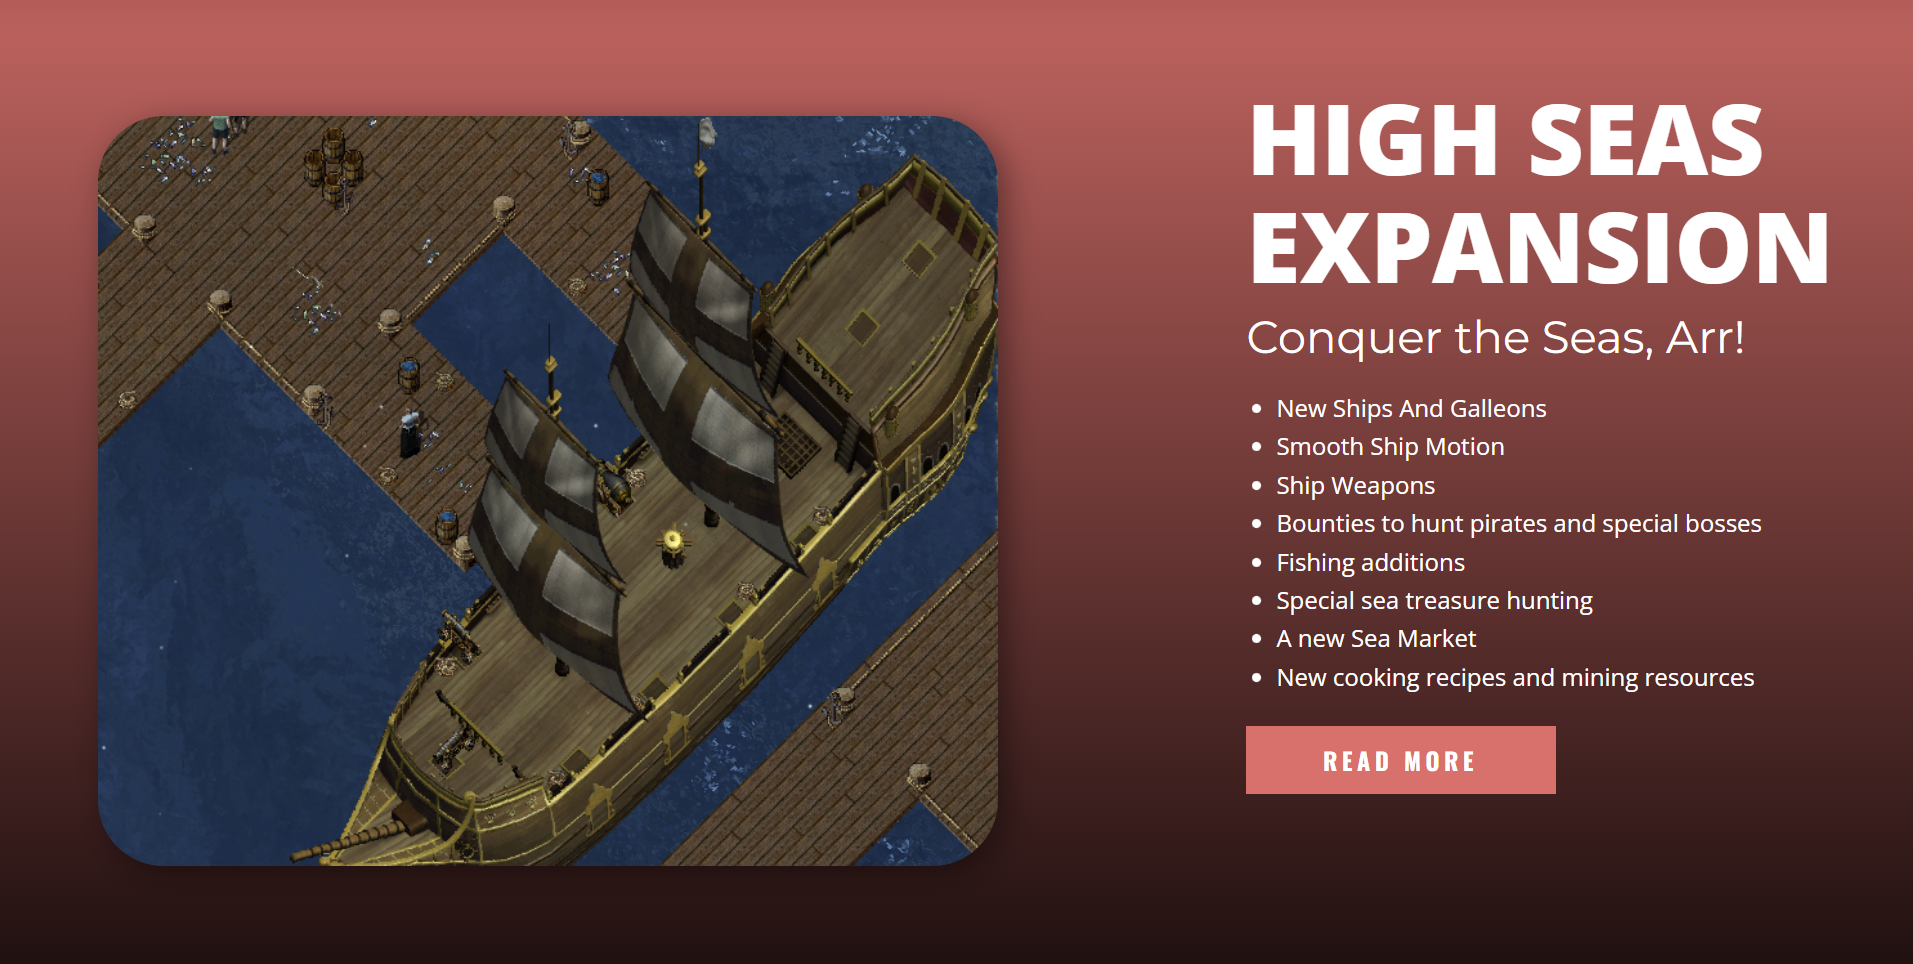 HIGH SEAS
EXPANSION
Conquer the Seas, Arr!
New Ships And Galleons
Smooth Ship Motion
Ship Weapons
Bounties to hunt pirates and special bosses
Fishing additions
Special sea treasure hunting
A new Sea Market
New cooking recipes and mining resources
READ MORE